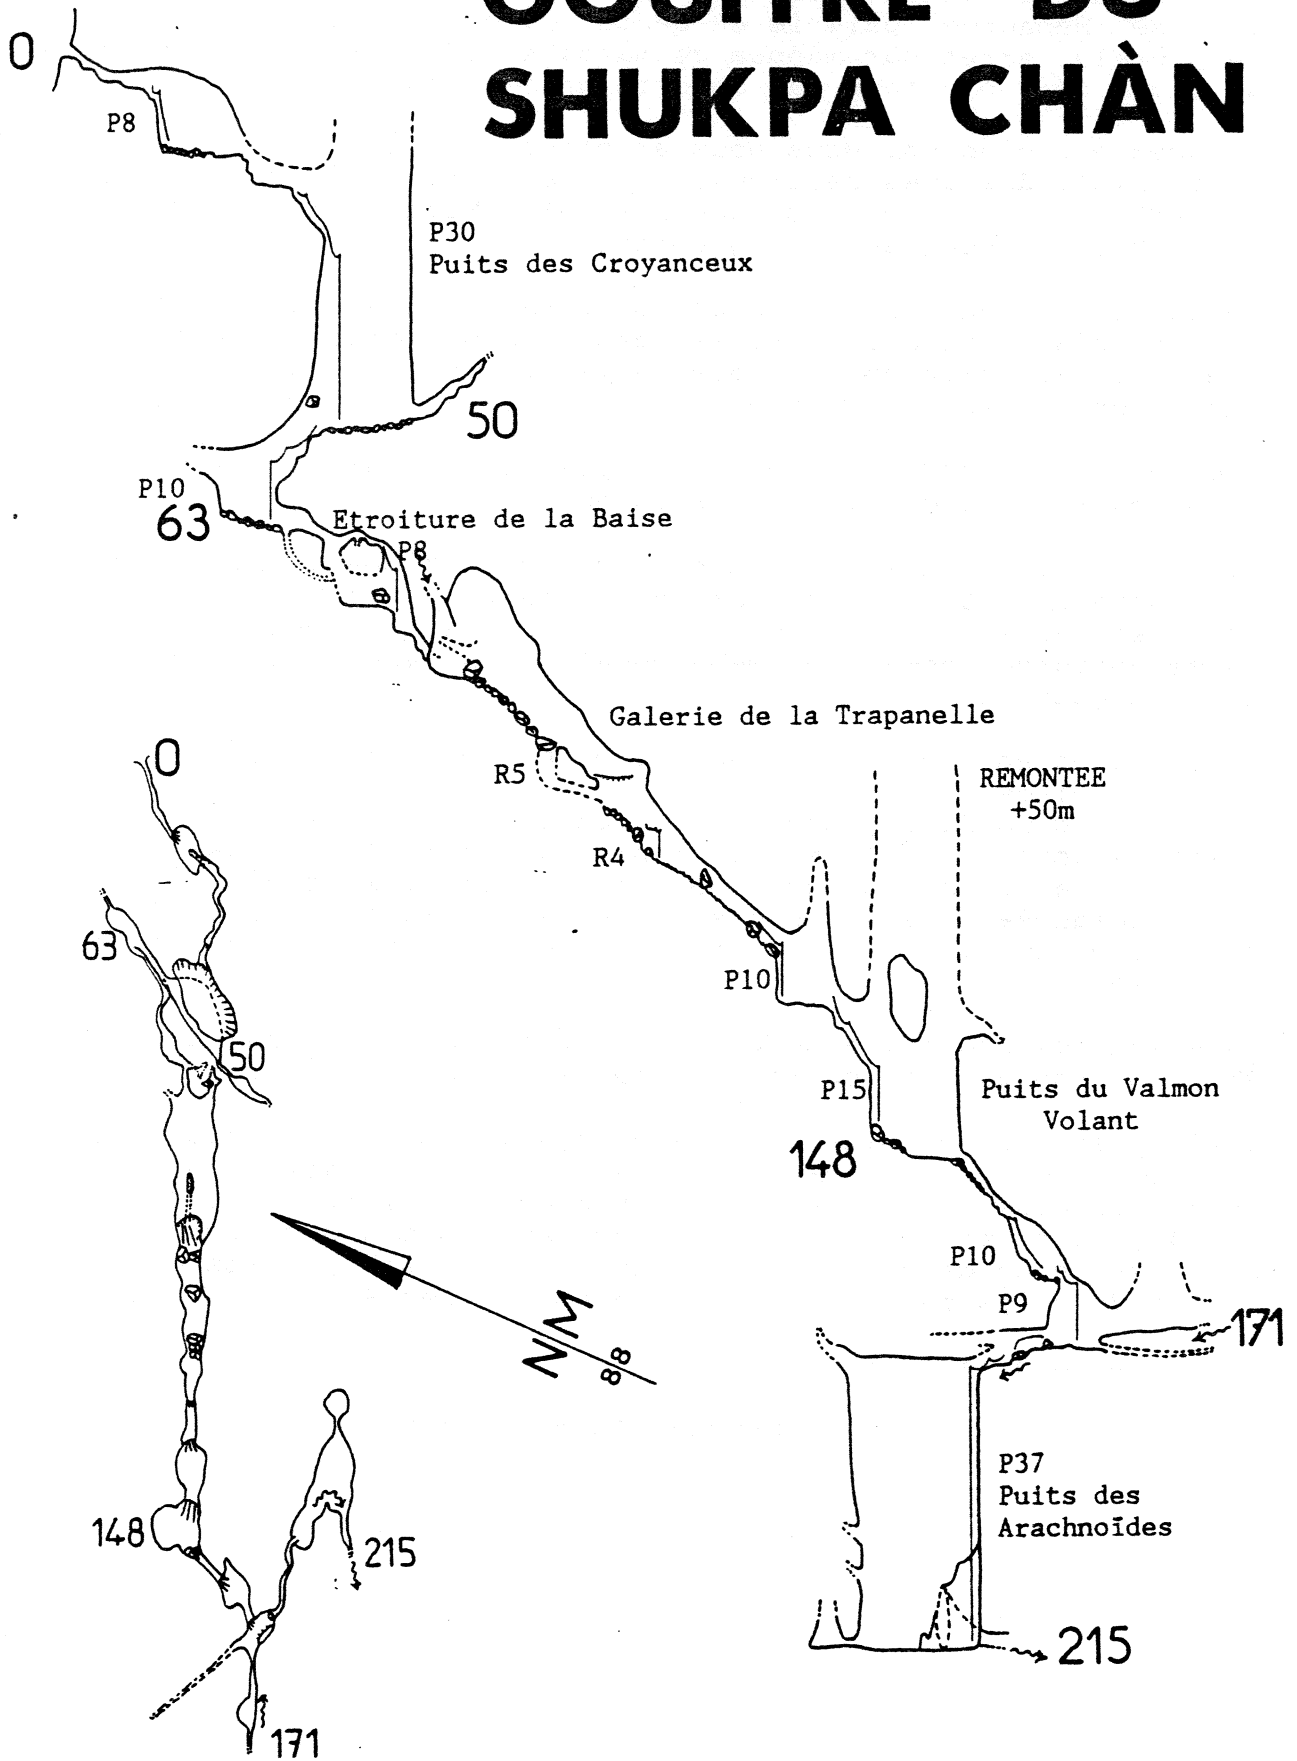 GOUFFRE DU
SHUKPA CHÀN
0
P8
P30
Puits des Croyanceux
50
P10
63
Etroiture de la Baise
P8
Galerie de la Trapanelle
R5
REMONTEE
+50m
R4
P10
P15
Puits du Valmon
Volant
148
P10
P9
171
P37
Puits des
Arachnoïdes
215
0
63
50
148
215
171
NM
88